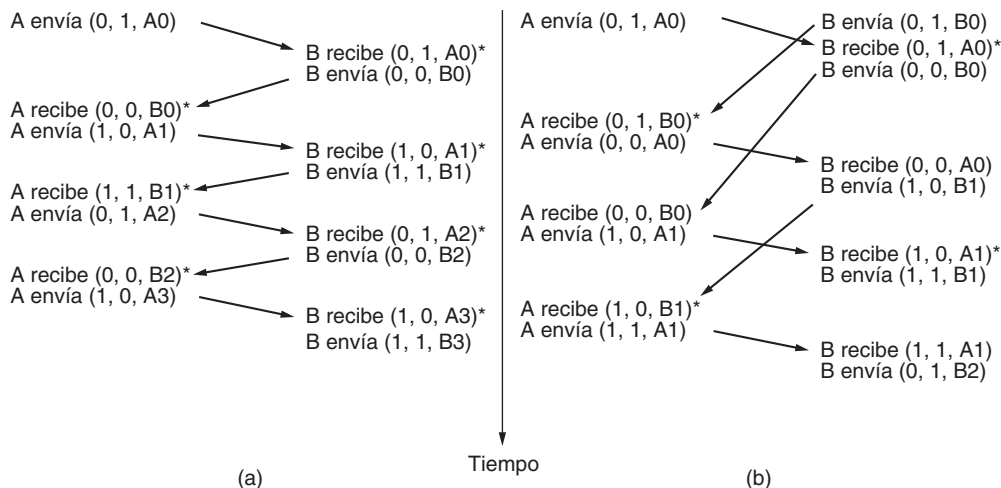 A envía (0, 1, A0)
B recibe (0, 1, A0)*
B envía (0, 0, B0)
A recibe (0, 0, B0)*
A envía (1, 0, A1)
B recibe (1, 0, A1)*
B envía (1, 1, B1)
A recibe (1, 1, B1)*
A envía (0, 1, A2)
B recibe (0, 1, A2)*
B envía (0, 0, B2)
A recibe (0, 0, B2)*
A envía (1, 0, A3)
B recibe (1, 0, A3)*
B envía (1, 1, B3)
(a)
Tiempo
A envía (0, 1, A0)
B envía (0, 1, B0)
B recibe (0, 1, A0)*
B envía (0, 0, B0)
A recibe (0, 1, B0)*
A envía (0, 0, A0)
B recibe (0, 0, A0)
B envía (1, 0, B1)
A recibe (0, 0, B0)
A envía (1, 0, A1)
B recibe (1, 0, A1)*
B envía (1, 1, B1)
A recibe (1, 0, B1)*
A envía (1, 1, A1)
B recibe (1, 1, A1)
B envía (0, 1, B2)
(b)